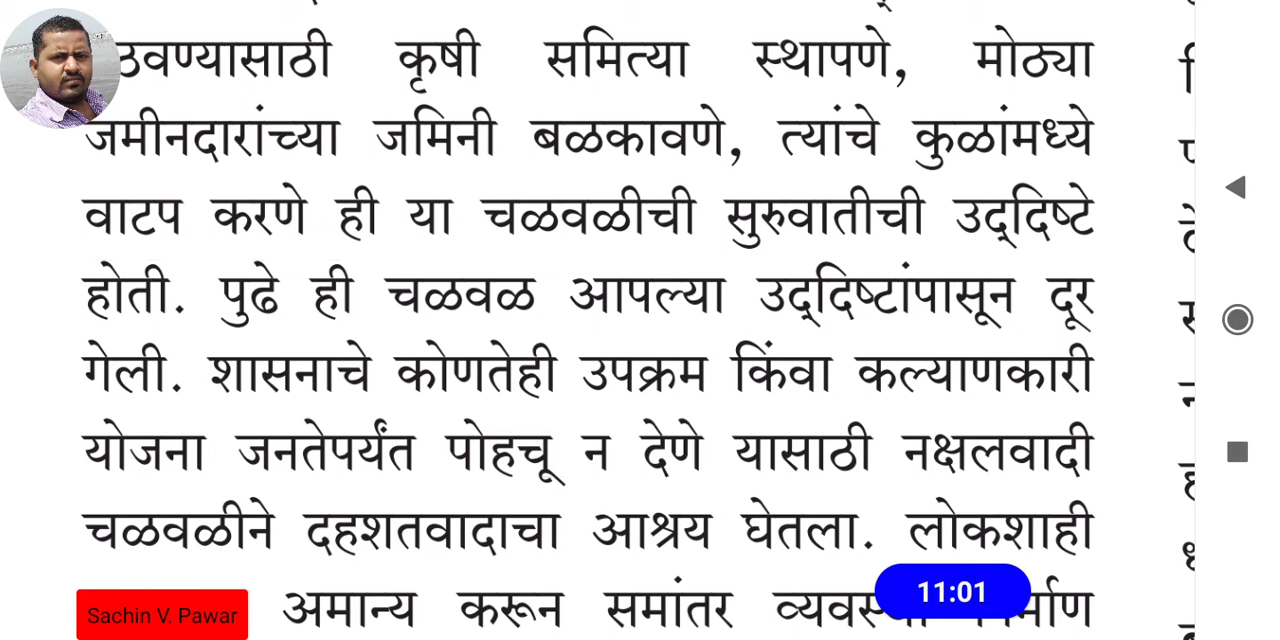 कृषी समित्या स्थापणे, मोठ्या
जमीनदारांच्या जमिनी बळकावणे, त्यांचे कुळांमध्ये
वाटप करणे ही या चळवळीची सुरुवातीची उद्‌दिष्टे
होती. पुढे ही चळवळ आपल्या उद्‌दिष्टांपासून दूर
गेली. शासनाचे कोणतेही उपक्रम किंवा कल्याणकारी
योजना जनतेपर्यंत पोहचू न देणे यासाठी नक्षलवादी
चळवळीने दहशतवादाचा आश्रय घेतला. लोकशाही
अमान्य करून समांतर
Sachin V. Pawar
11:01